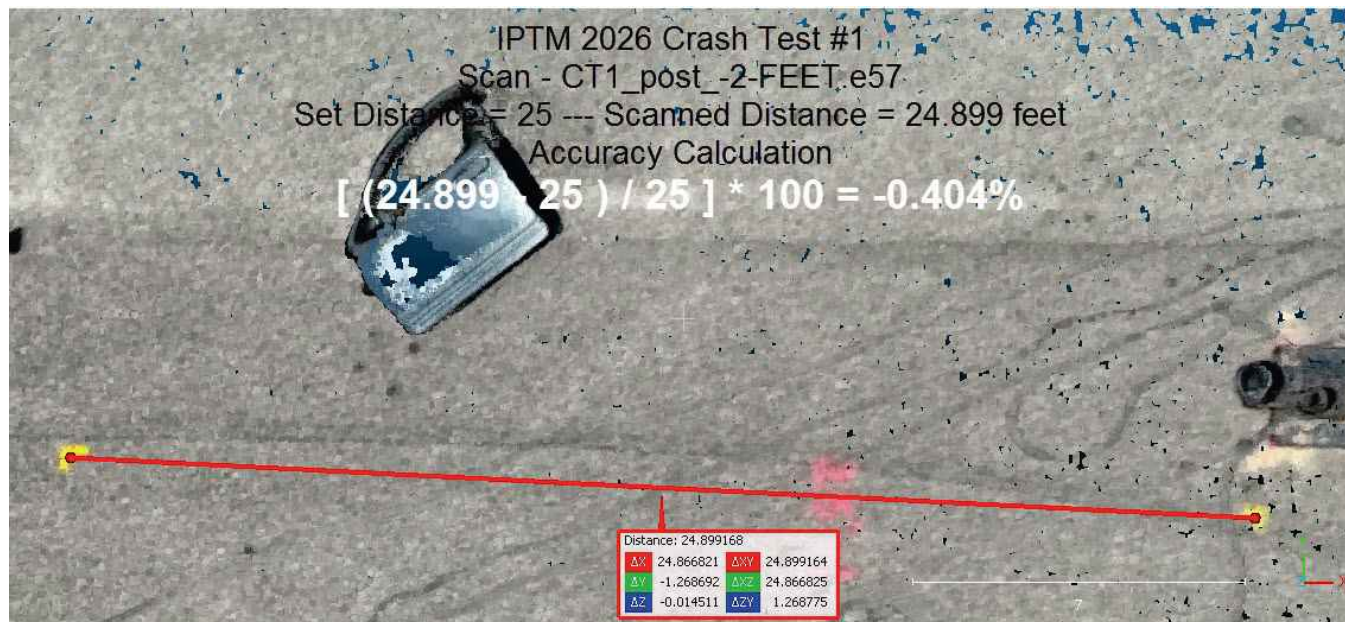 IPTM 2026 Crash Test #1
Scan - CT1_post_-2-FEET.e57
Set Distance = 25 --- Scanned Distance = 24.899 feet
Accuracy Calculation
[ (24.899 - 25 ) / 25 ] * 100 = -0.404%
Distance: 24.899168
ΔX 24.866821 ΔXY 24.899164
ΔY -1.268692 ΔXZ 24.866825
ΔZ -0.014511 ΔZY 1.268775